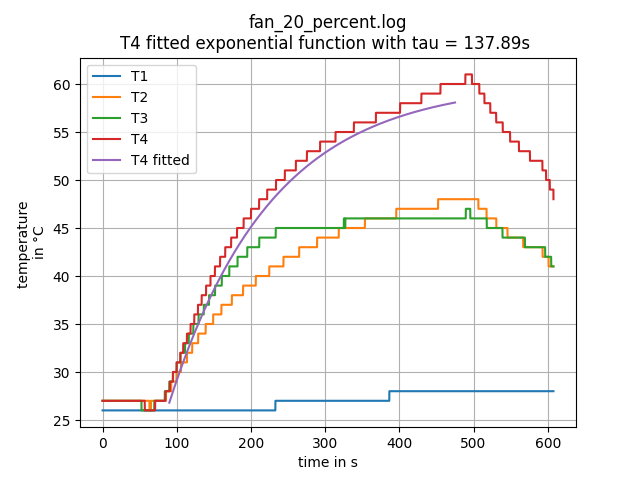 fan_20_percent.log
T4 fitted exponential function with tau = 137.89s
T1
T2
T3
T4
T4 fitted
60
55
50
45
40
35
30
25
temperature
in °C
0
100
200
300
400
500
600
time in s